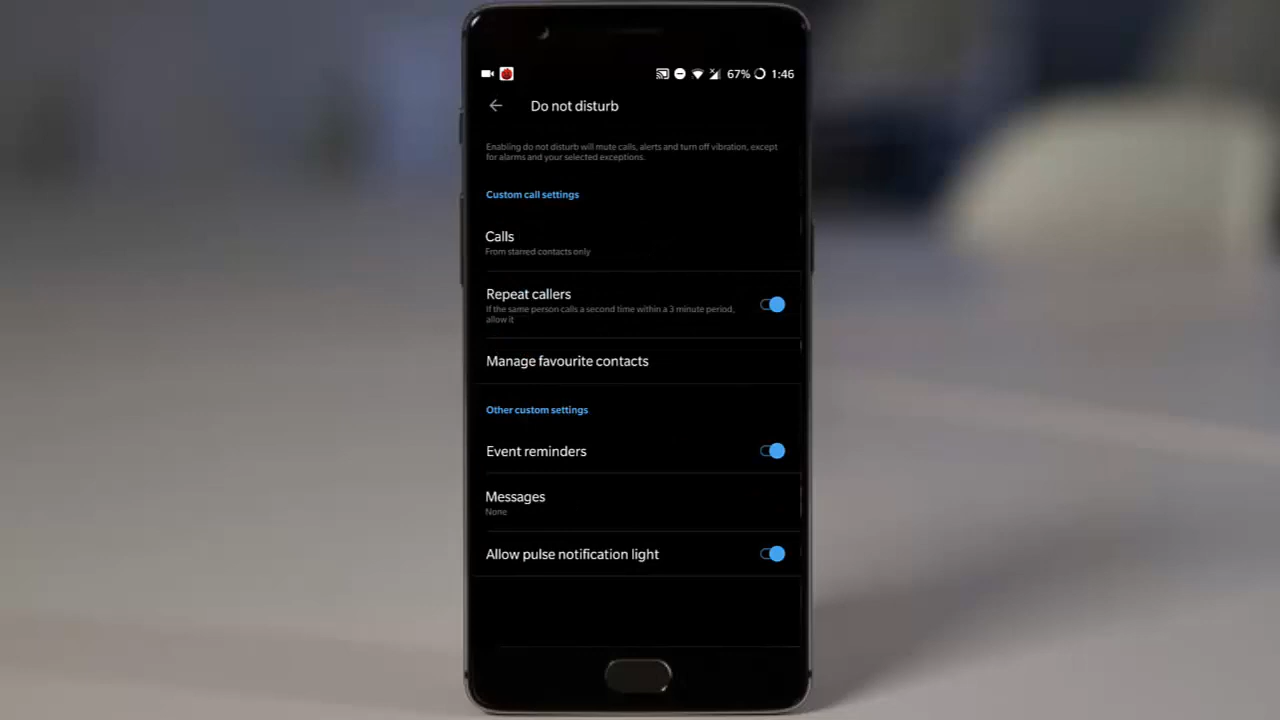 67% 1:46
Do not disturb
Enabling do not disturb will mute calls, alerts and turn off vibration, except
for alarms and your selected exceptions.
Custom call settings
Calls
From starred contacts only
Repeat callers
If the same person calls a second time within a 3 minute period,
allow it
Manage favourite contacts
Other custom settings
Event reminders
Messages
None
Allow pulse notification light